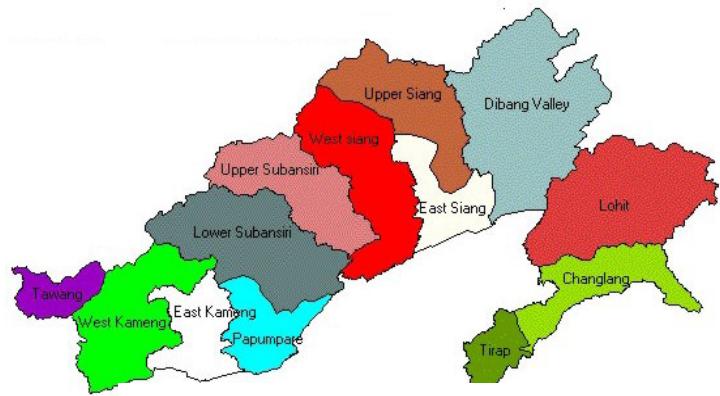 Upper Siang
Dibang Valley
West siang
Upper Subansiri
East Siang
Lohit
Lower Subansiri
Changlang
Tawang
East Kameng
West Kameng
Papumpare
Tirap